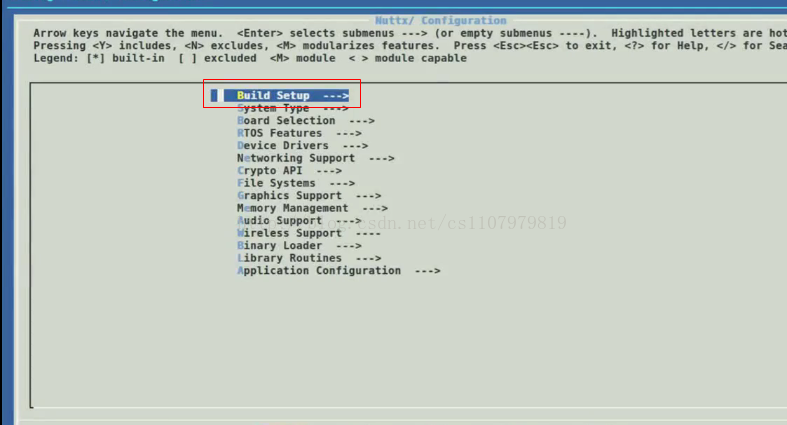 Nuttx/ Configuration
Arrow keys navigate the menu. <Enter> selects submenus ---> (or empty submenus ----). Highlighted letters are hot
Pressing <Y> includes, <N> excludes, <M> modularizes features. Press <Esc><Esc> to exit, <?> for Help, </> for Sea
Legend: [*] built-in [ ] excluded <M> module < > module capable
Build Setup --->
System Type --->
Board Selection --->
RTOS Features --->
Device Drivers --->
Networking Support --->
Crypto API --->
File Systems --->
Graphics Support --->
Memory Management --->
Audio Support --->
Wireless Support ----
Binary Loader --->
Library Routines --->
Application Configuration --->
csdn.net/cs1107979819